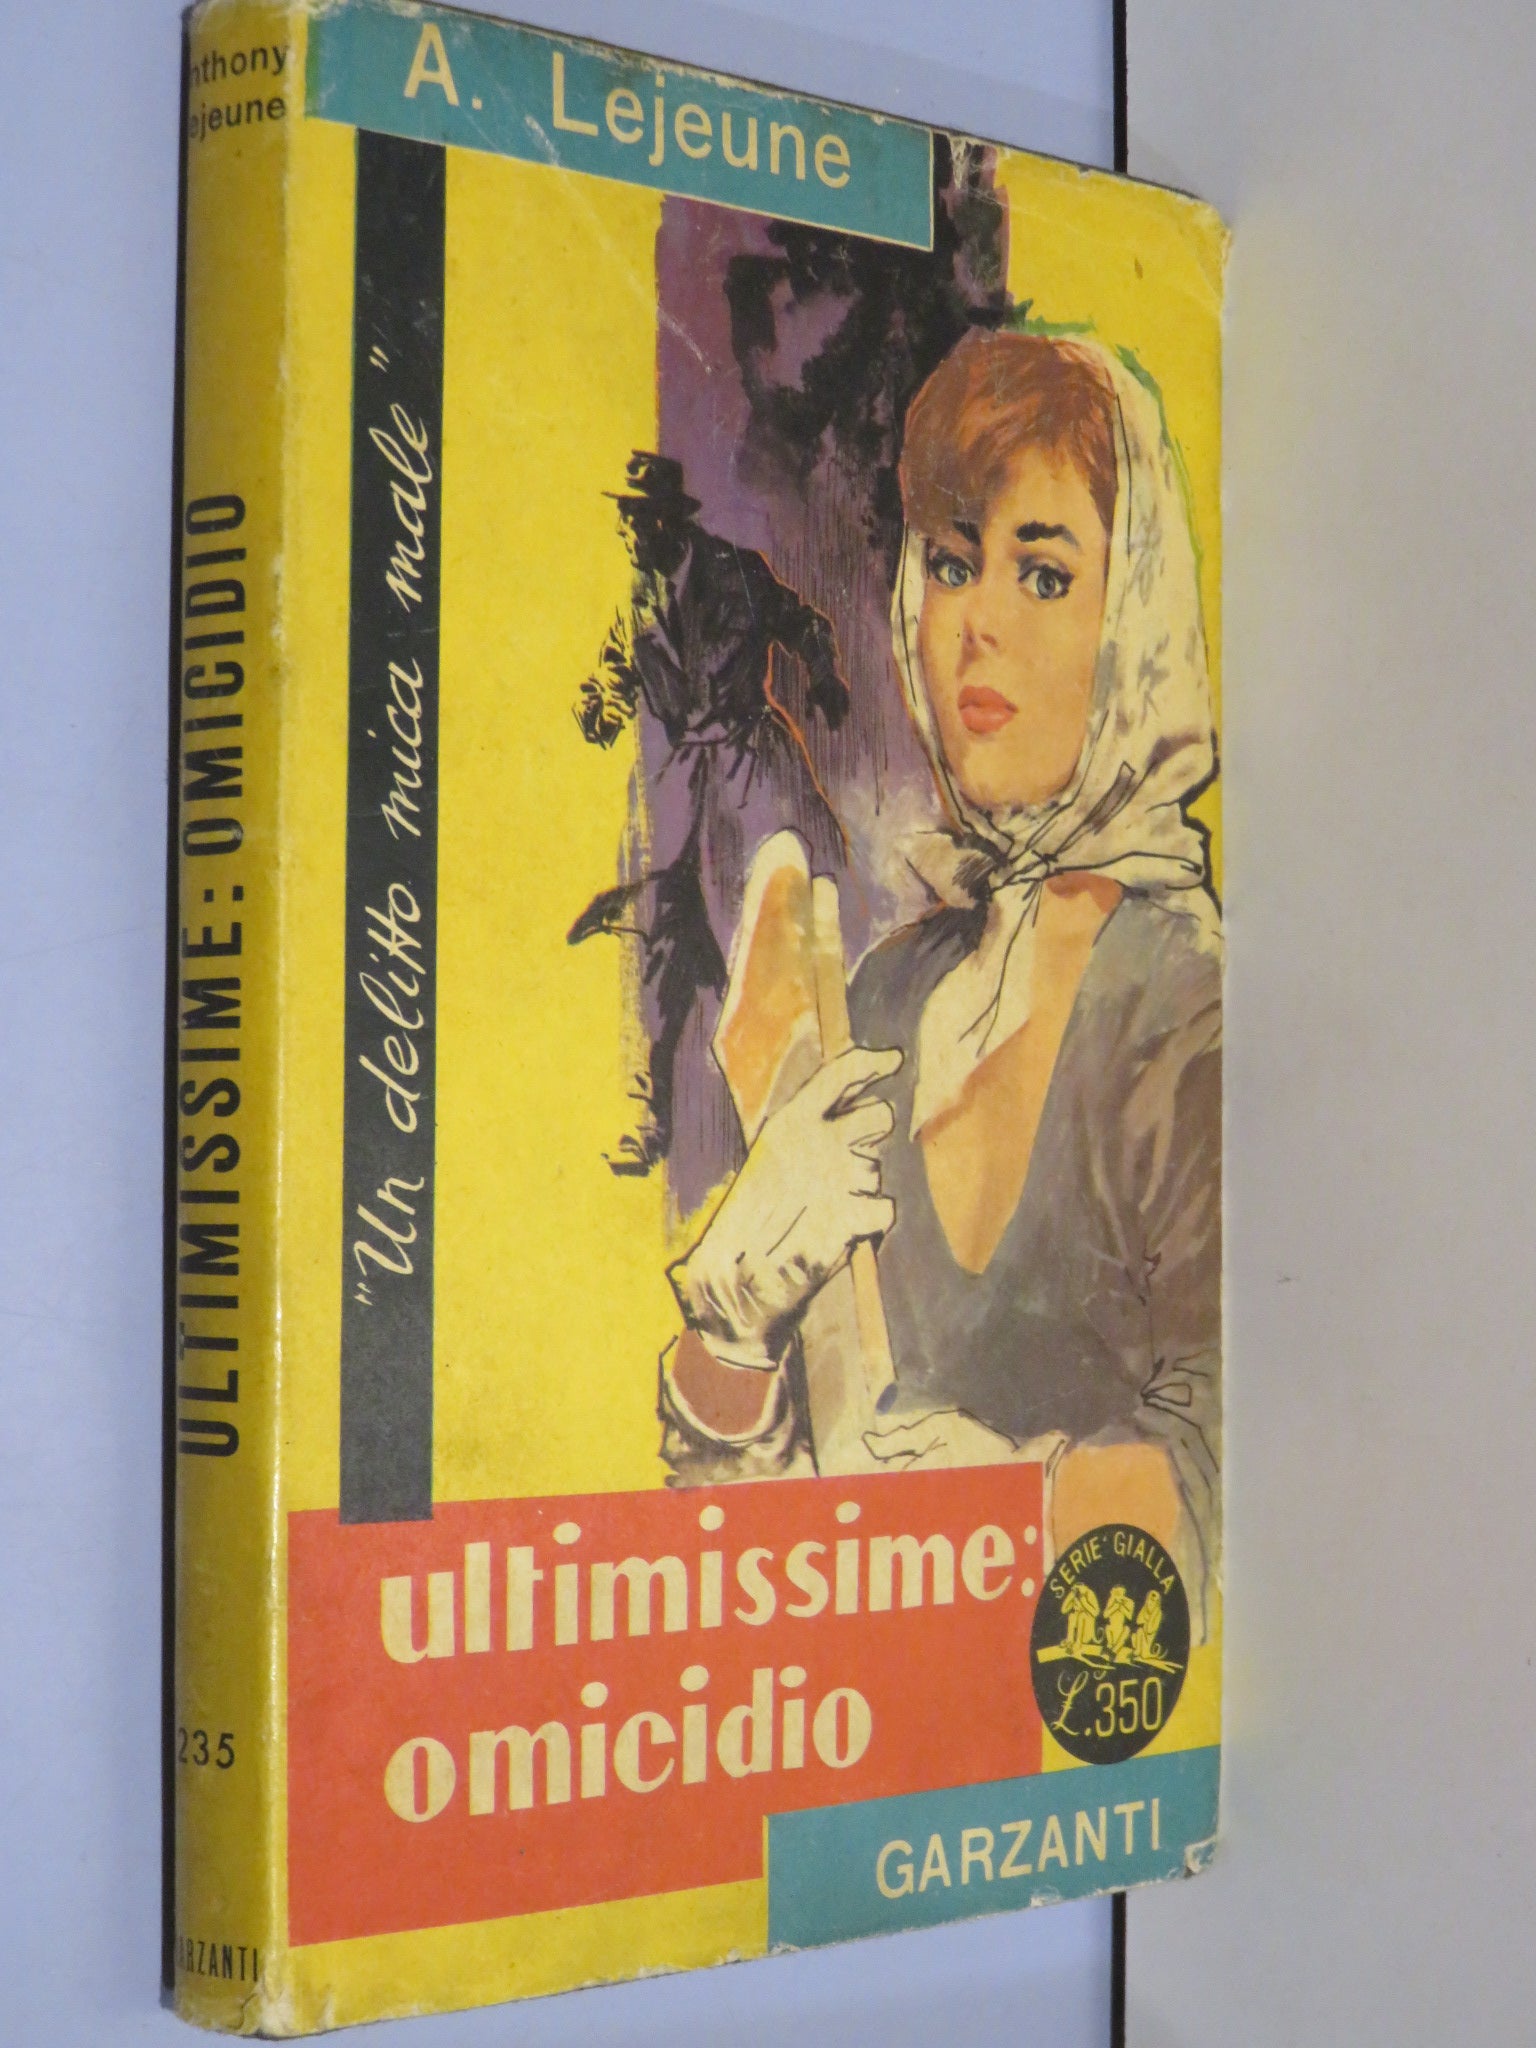 nthony
ejeune
ULTIMISSIME: OMICIDIO
235
ARZANTI
A. Lejeune
"Un delitto mica male"
ultimissime:
omicidio
SERIE GIALLA
L.350
GARZANTI